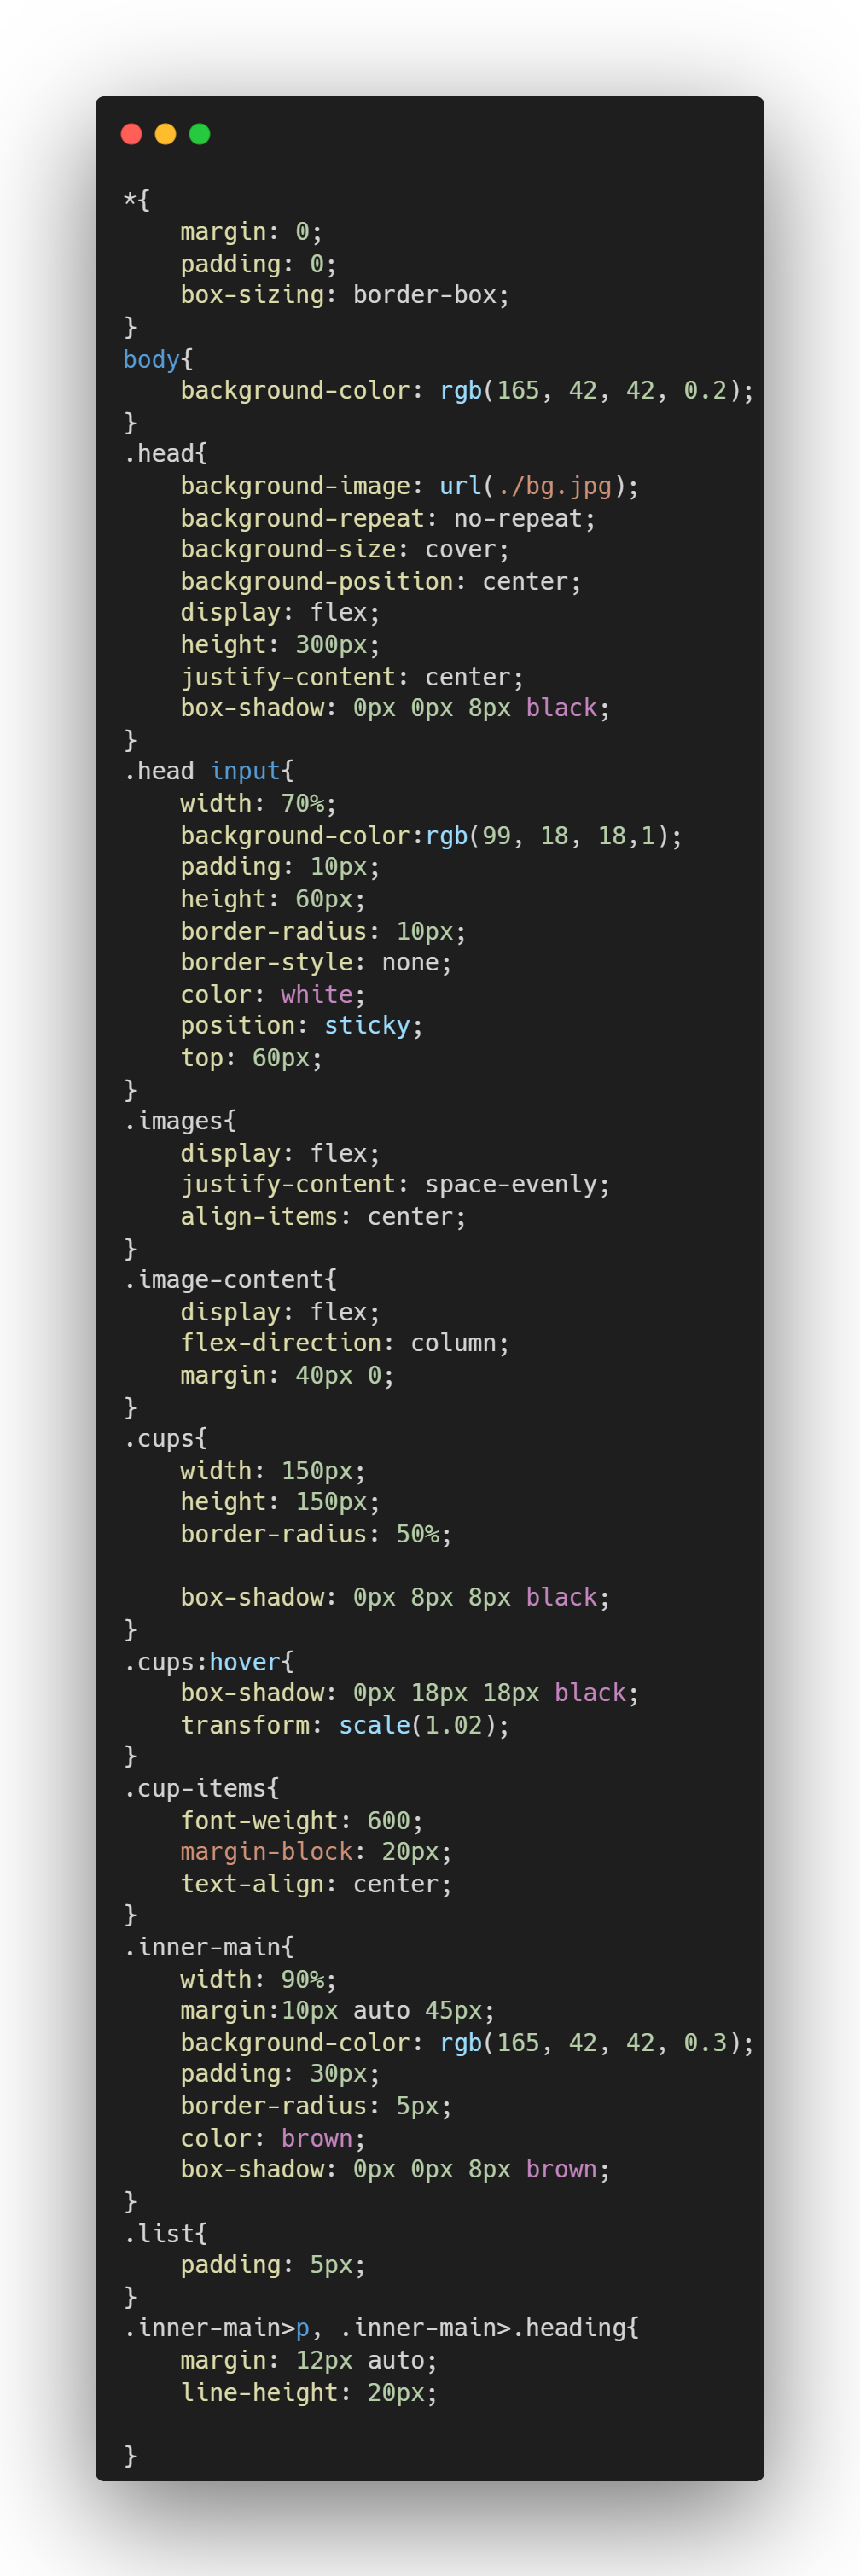 *{
    margin: 0;
    padding: 0;
    box-sizing: border-box;
}
body{
    background-color: rgb(165, 42, 42, 0.2);
}
.head{
    background-image: url(./bg.jpg);
    background-repeat: no-repeat;
    background-size: cover;
    background-position: center;
    display: flex;
    height: 300px;
    justify-content: center;
    box-shadow: 0px 0px 8px black;
}
.head input{
    width: 70%;
    background-color:rgb(99, 18, 18,1);
    padding: 10px;
    height: 60px;
    border-radius: 10px;
    border-style: none;
    color: white;
    position: sticky;
    top: 60px;
}
.images{
    display: flex;
    justify-content: space-evenly;
    align-items: center;
}
.image-content{
    display: flex;
    flex-direction: column;
    margin: 40px 0;
}
.cups{
    width: 150px;
    height: 150px;
    border-radius: 50%;

    box-shadow: 0px 8px 8px black;
}
.cups:hover{
    box-shadow: 0px 18px 18px black;
    transform: scale(1.02);
}
.cup-items{
    font-weight: 600;
    margin-block: 20px;
    text-align: center;
}
.inner-main{
    width: 90%;
    margin:10px auto 45px;
    background-color: rgb(165, 42, 42, 0.3);
    padding: 30px;
    border-radius: 5px;
    color: brown;
    box-shadow: 0px 0px 8px brown;
}
.list{
    padding: 5px;
}
.inner-main>p, .inner-main>.heading{
    margin: 12px auto;
    line-height: 20px;

}